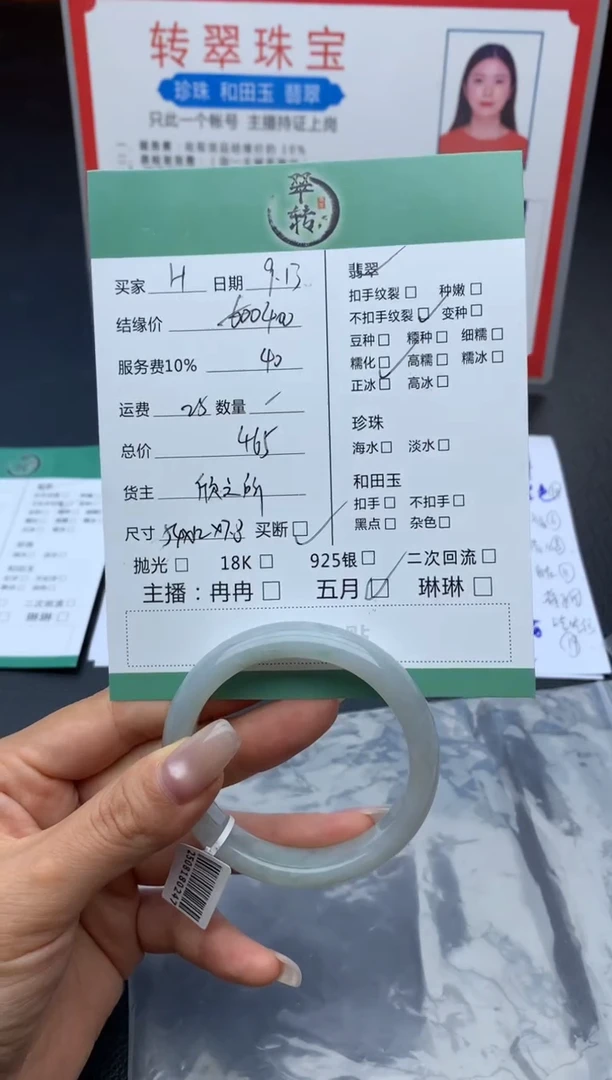 转翠珠宝
珍珠 和田玉 翡翠
只此一个帐号 主播持证上岗
翠转
买家 H 日期 9.13
结缘价 400
服务费10% 40
运费 25 数量 /
总价 465
货主
尺寸 54x12x7.8 买断□
抛光□ 18K□ 925银□ 二次回流□
主播：冉冉□ 五月□ 琳琳□
翡翠
扣手纹裂□ 种嫩□
不扣手纹裂□ 变种□
豆种□ 糯种□ 细糯□
糯化□ 高糯□ 糯冰□
正冰□ 高冰□
珍珠
海水□ 淡水□
和田玉
扣手□ 不扣手□
黑点□ 杂色□
2508180247